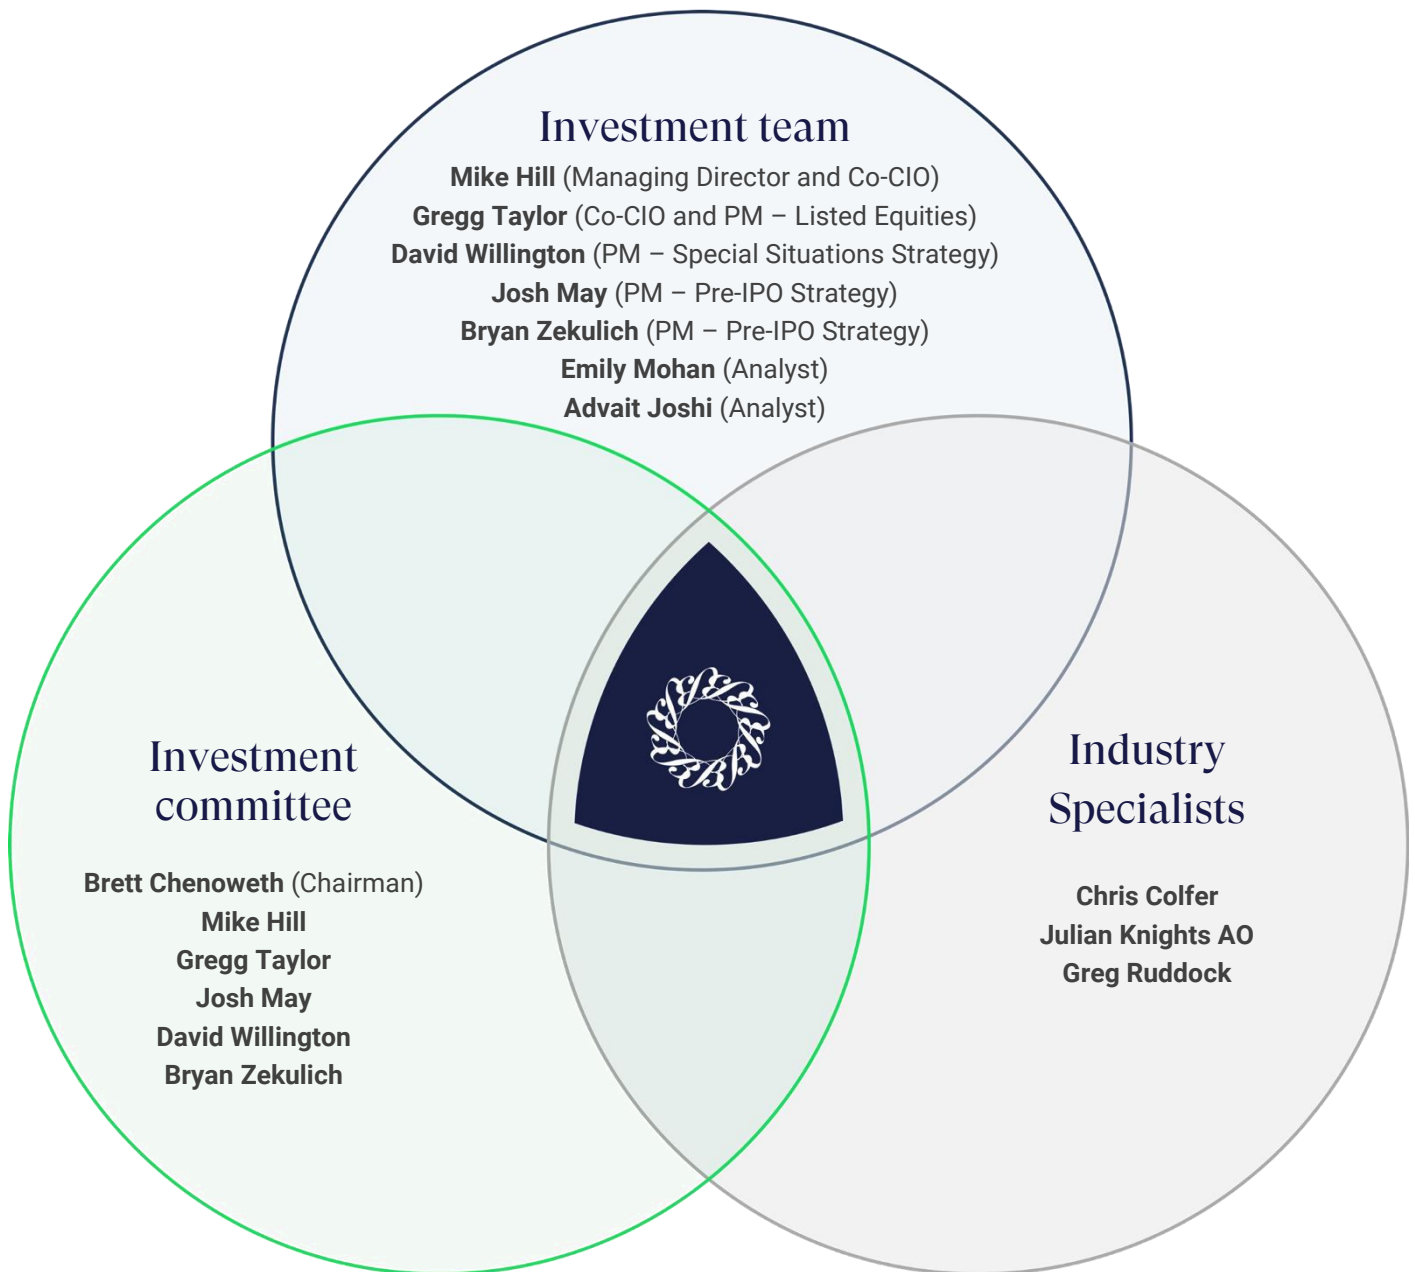 Investment team
Mike Hill (Managing Director and Co-CIO)
Gregg Taylor (Co-CIO and PM – Listed Equities)
David Willington (PM – Special Situations Strategy)
Josh May (PM – Pre-IPO Strategy)
Bryan Zekulich (PM – Pre-IPO Strategy)
Emily Mohan (Analyst)
Advait Joshi (Analyst)
Investment
committee
Brett Chenoweth (Chairman)
Mike Hill
Gregg Taylor
Josh May
David Willington
Bryan Zekulich
Industry
Specialists
Chris Colfer
Julian Knights AO
Greg Ruddock